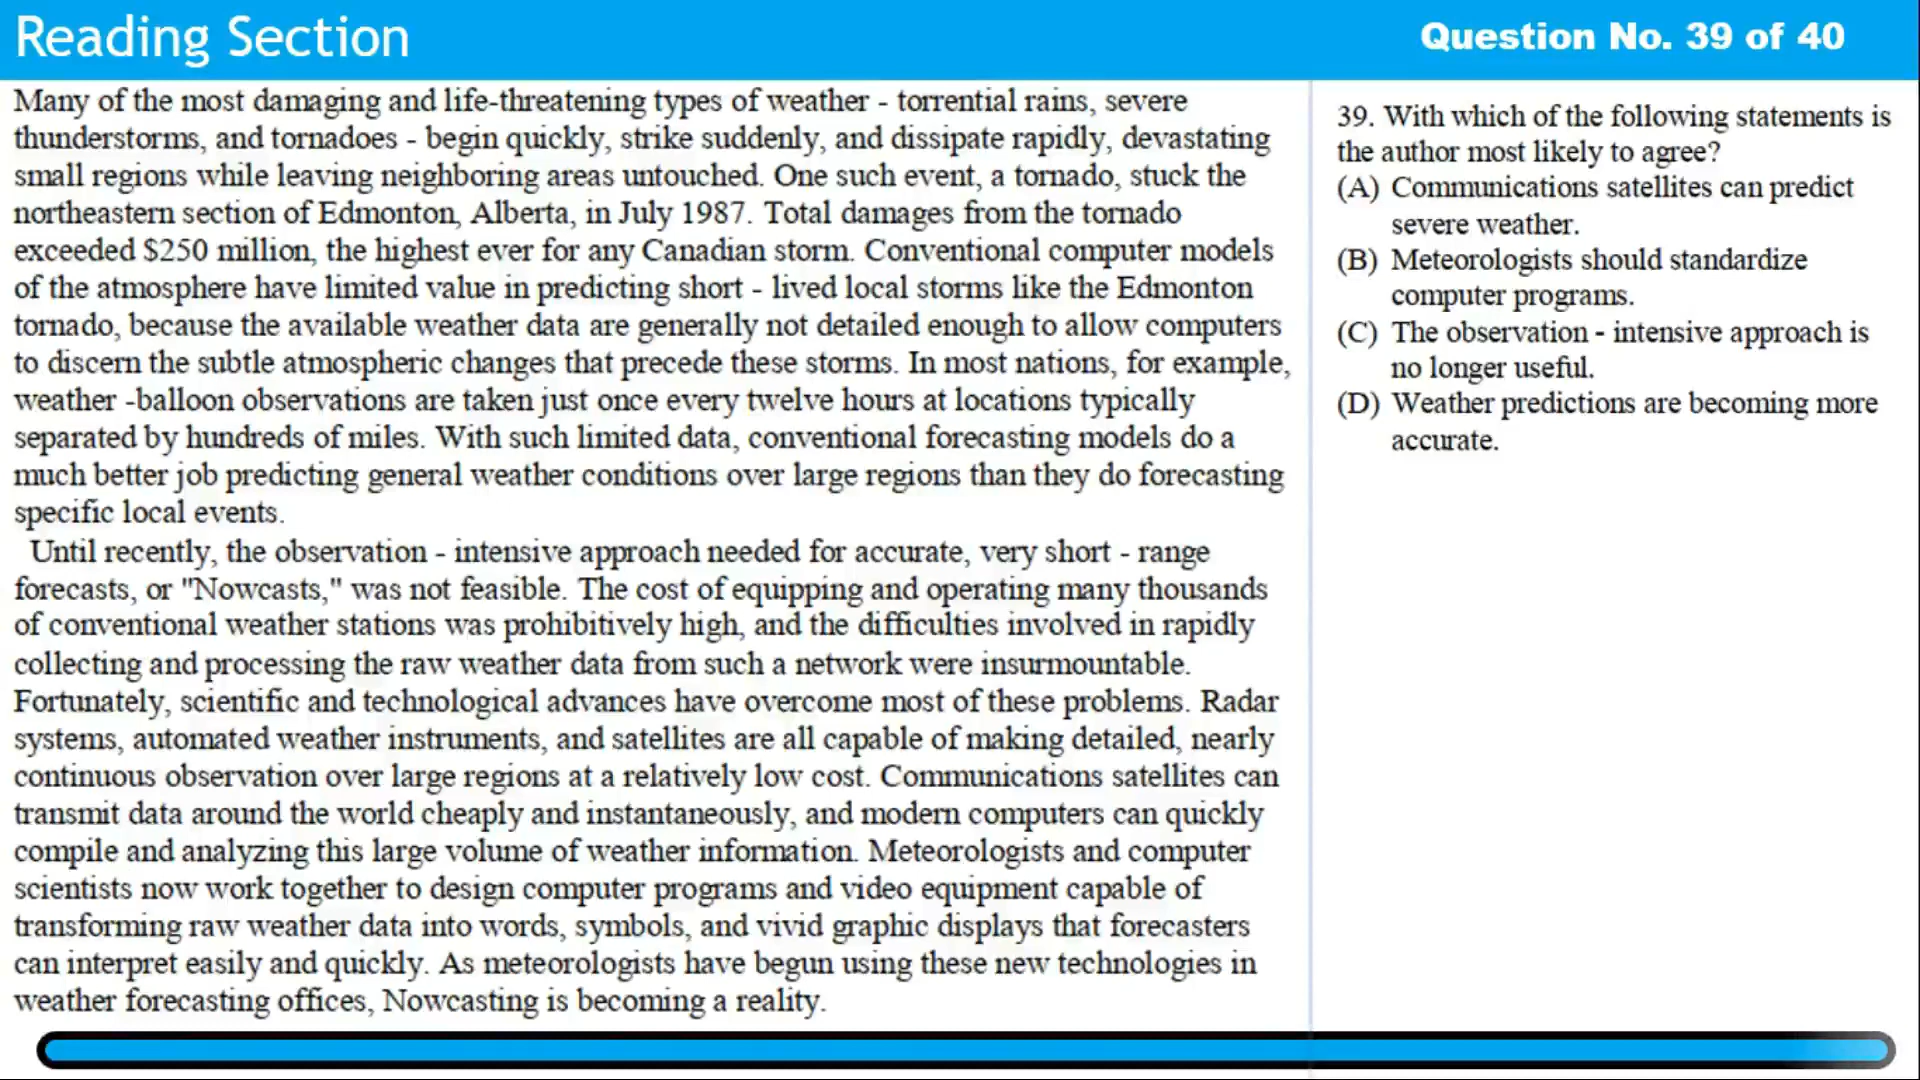 Reading Section
Question No. 39 of 40
Many of the most damaging and life-threatening types of weather - torrential rains, severe
thunderstorms, and tornadoes - begin quickly, strike suddenly, and dissipate rapidly, devastating
small regions while leaving neighboring areas untouched. One such event, a tornado, stuck the
northeastern section of Edmonton, Alberta, in July 1987. Total damages from the tornado
exceeded $250 million, the highest ever for any Canadian storm. Conventional computer models
of the atmosphere have limited value in predicting short - lived local storms like the Edmonton
tornado, because the available weather data are generally not detailed enough to allow computers
to discern the subtle atmospheric changes that precede these storms. In most nations, for example,
weather -balloon observations are taken just once every twelve hours at locations typically
separated by hundreds of miles. With such limited data, conventional forecasting models do a
much better job predicting general weather conditions over large regions than they do forecasting
specific local events.
Until recently, the observation - intensive approach needed for accurate, very short - range
forecasts, or "Nowcasts," was not feasible. The cost of equipping and operating many thousands
of conventional weather stations was prohibitively high, and the difficulties involved in rapidly
collecting and processing the raw weather data from such a network were insurmountable.
Fortunately, scientific and technological advances have overcome most of these problems. Radar
systems, automated weather instruments, and satellites are all capable of making detailed, nearly
continuous observation over large regions at a relatively low cost. Communications satellites can
transmit data around the world cheaply and instantaneously, and modern computers can quickly
compile and analyzing this large volume of weather information. Meteorologists and computer
scientists now work together to design computer programs and video equipment capable of
transforming raw weather data into words, symbols, and vivid graphic displays that forecasters
can interpret easily and quickly. As meteorologists have begun using these new technologies in
weather forecasting offices, Nowcasting is becoming a reality.
39. With which of the following statements is
the author most likely to agree?
(A) Communications satellites can predict
severe weather.
(B) Meteorologists should standardize
computer programs.
(C) The observation - intensive approach is
no longer useful.
(D) Weather predictions are becoming more
accurate.